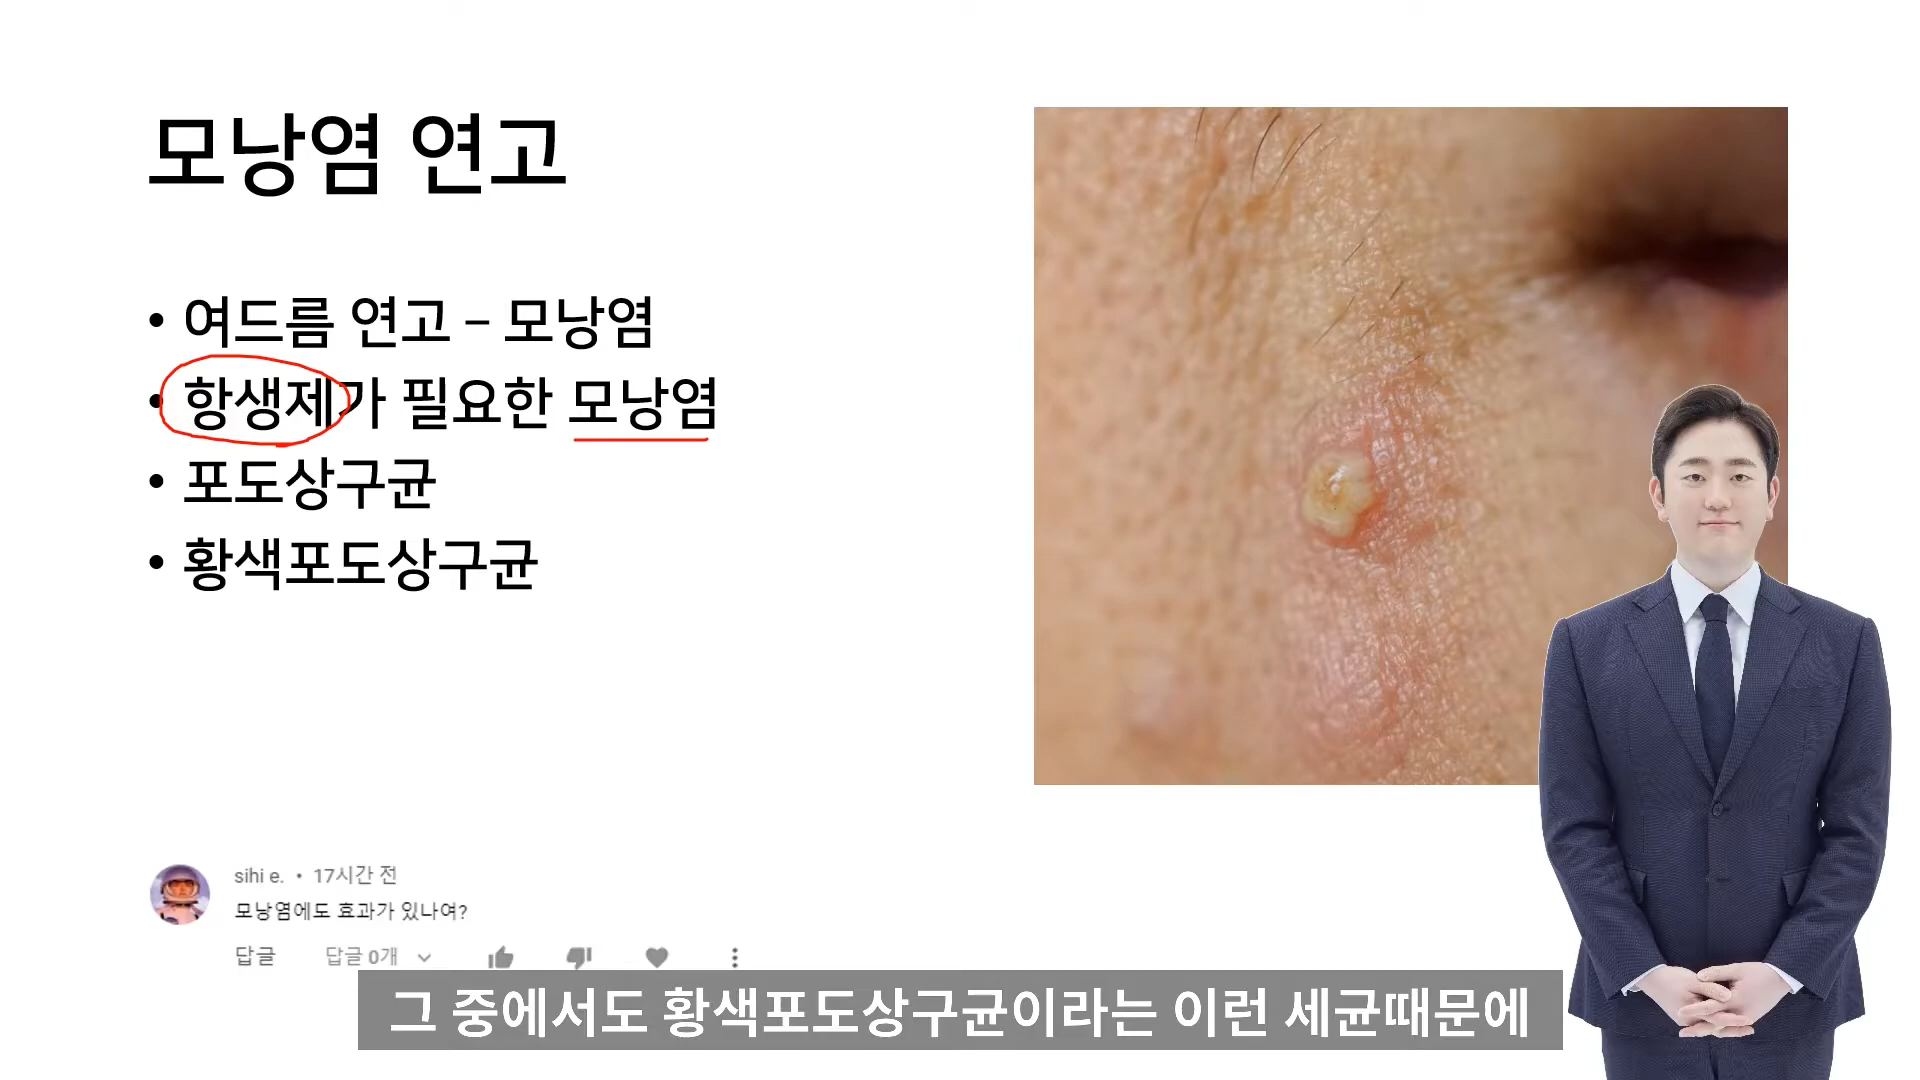 모낭염 연고
• 여드름 연고 – 모낭염
• 항생제가 필요한 모낭염
• 포도상구균
• 황색포도상구균
sihi e. • 17시간 전
모낭염에도 효과가 있나여?
답글 답글 0개
그 중에서도 황색포도상구균이라는 이런 세균때문에